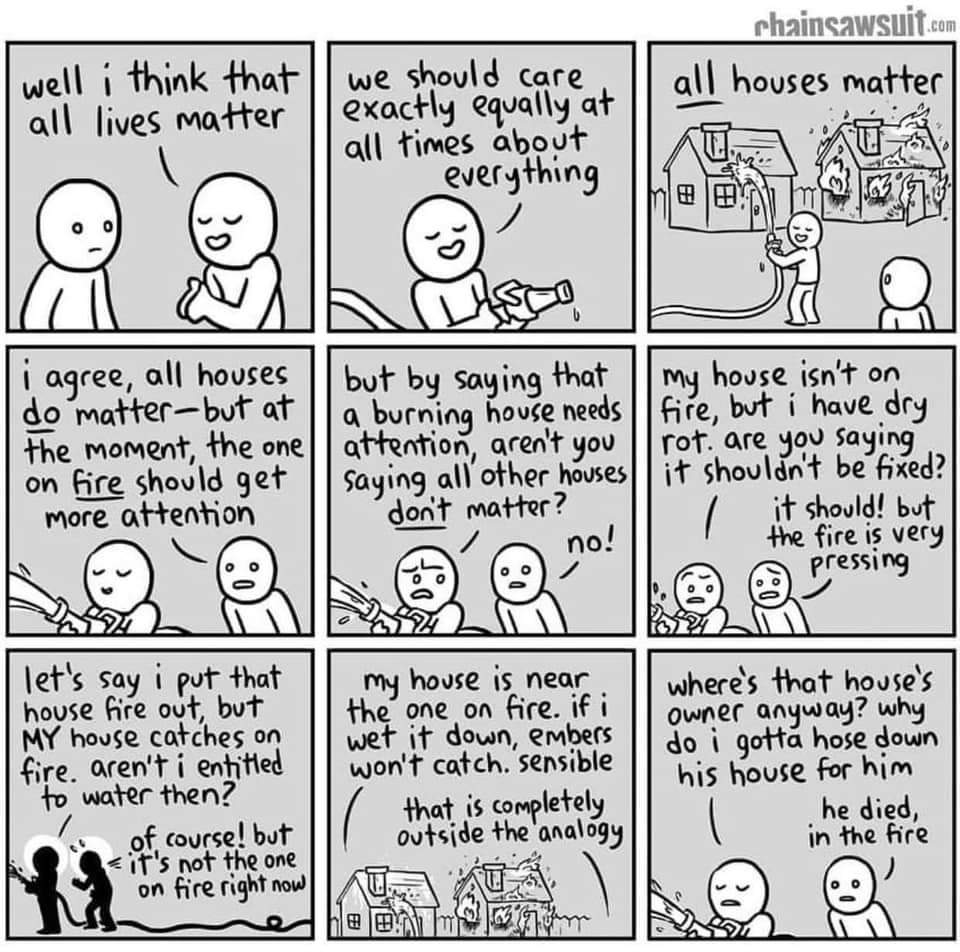 chainsawsuit.com
well i think that
all lives matter
we should care
exactly equally at
all times about
everything
all houses matter
i agree, all houses
do matter—but at
the moment, the one
on fire should get
more attention
but by saying that
a burning house needs
attention, aren't you
saying all other houses
don't matter?
no!
my house isn't on
fire, but i have dry
rot. are you saying
it shouldn't be fixed?
it should! but
the fire is very
pressing
let's say i put that
house fire out, but
MY house catches on
fire. aren't i entitled
to water then?
of course! but
it's not the one
on fire right now
my house is near
the one on fire. if i
wet it down, embers
won't catch. sensible
that is completely
outside the analogy
where's that house's
owner anyway? why
do i gotta hose down
his house for him
he died,
in the fire